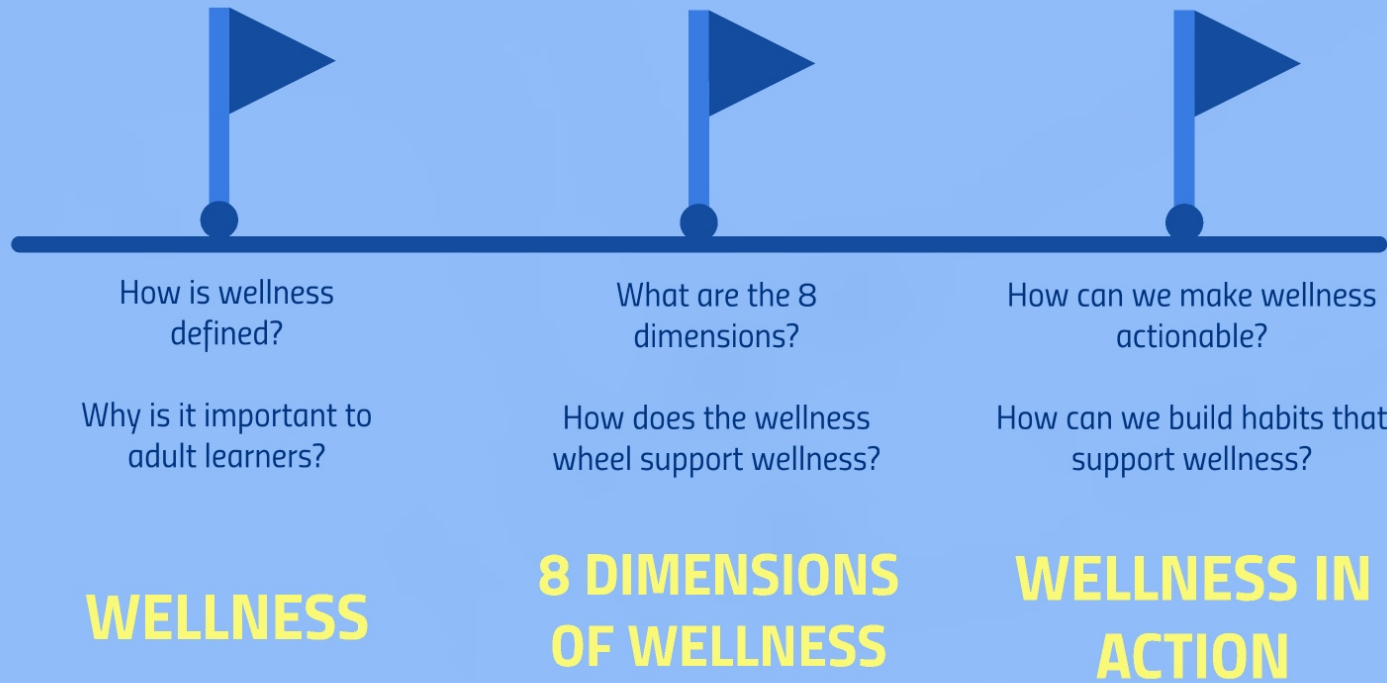 How is wellness
defined?
Why is it important to
adult learners?
WELLNESS
What are the 8
dimensions?
How does the wellness
wheel support wellness?
8 DIMENSIONS
OF WELLNESS
How can we make wellness
actionable?
How can we build habits that
support wellness?
WELLNESS IN
ACTION